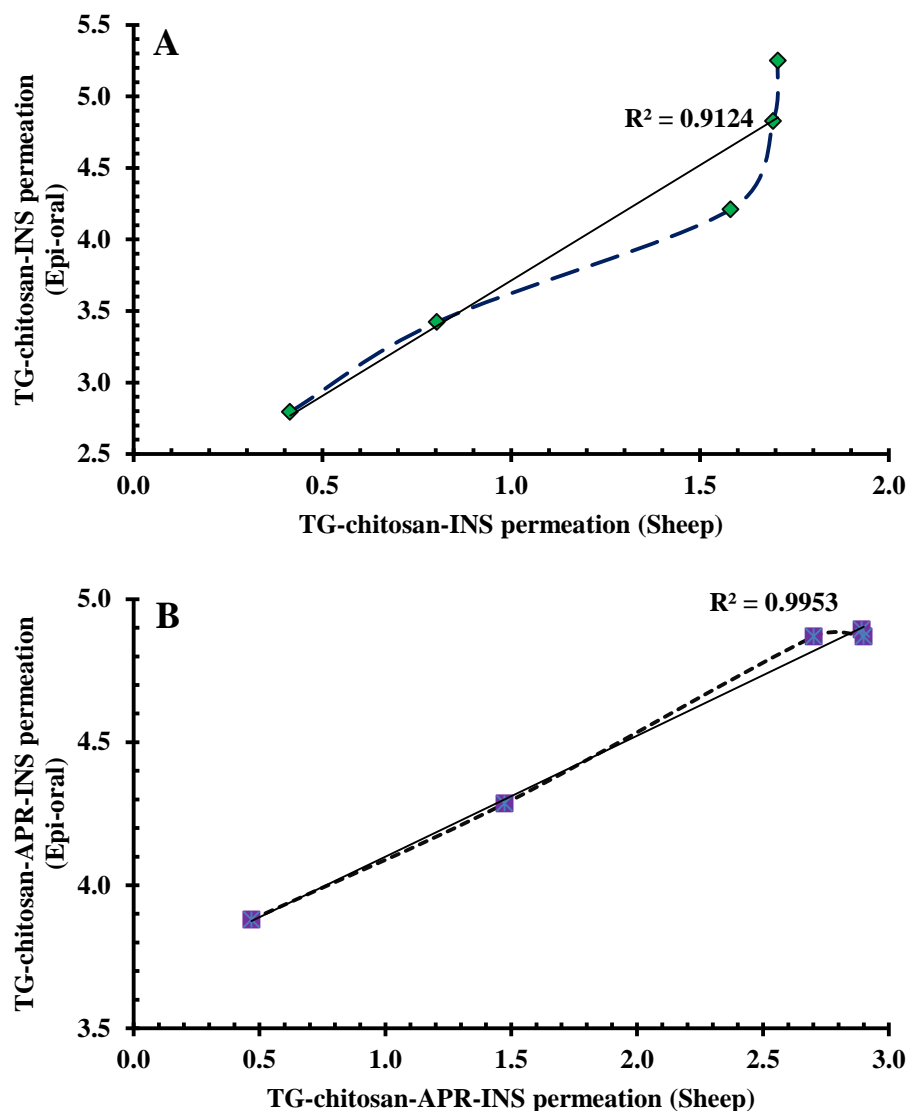 A
5.5
5.0
4.5
4.0
3.5
3.0
2.5
TG-chitosan-INS permeation
(Epi-oral)
R² = 0.9124
0.0 0.5 1.0 1.5 2.0
TG-chitosan-INS permeation (Sheep)
B
5.0
4.5
4.0
3.5
TG-chitosan-APR-INS permeation
(Epi-oral)
R² = 0.9953
0.0 0.5 1.0 1.5 2.0 2.5 3.0
TG-chitosan-APR-INS permeation (Sheep)